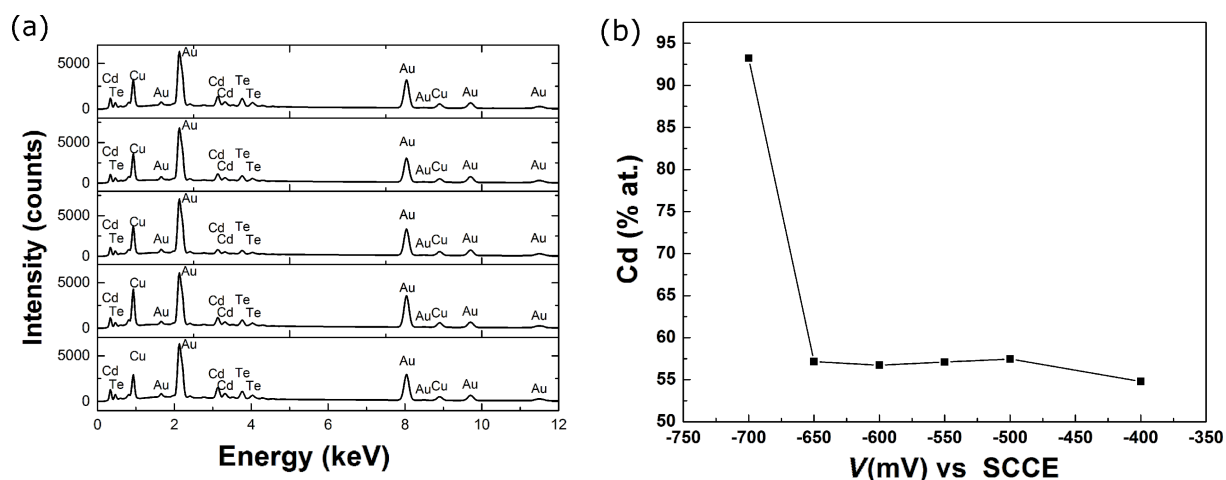 (a)
Intensity (counts)
5000
0
Cd
Te
Cu
Au
Au
Cd
Cd
Te
Te
Au
Au
Cu
Au
Au
5000
0
Cd
Te
Cu
Au
Au
Cd
Cd
Te
Te
Au
Au
Cu
Au
Au
5000
0
Cd
Te
Cu
Au
Au
Cd
Cd
Te
Te
Au
Au
Cu
Au
Au
5000
0
Cd
Te
Cu
Au
Au
Cd
Cd
Te
Te
Au
Au
Cu
Au
Au
5000
0
Cd
Te
Cu
Au
Au
Cd
Cd
Te
Te
Au
Au
Cu
Au
Au
0 2 4 6 8 10 12
Energy (keV)
(b)
Cd (% at.)
95
90
85
80
75
70
65
60
55
50
-750 -700 -650 -600 -550 -500 -450 -400 -350
V(mV) vs SCCE